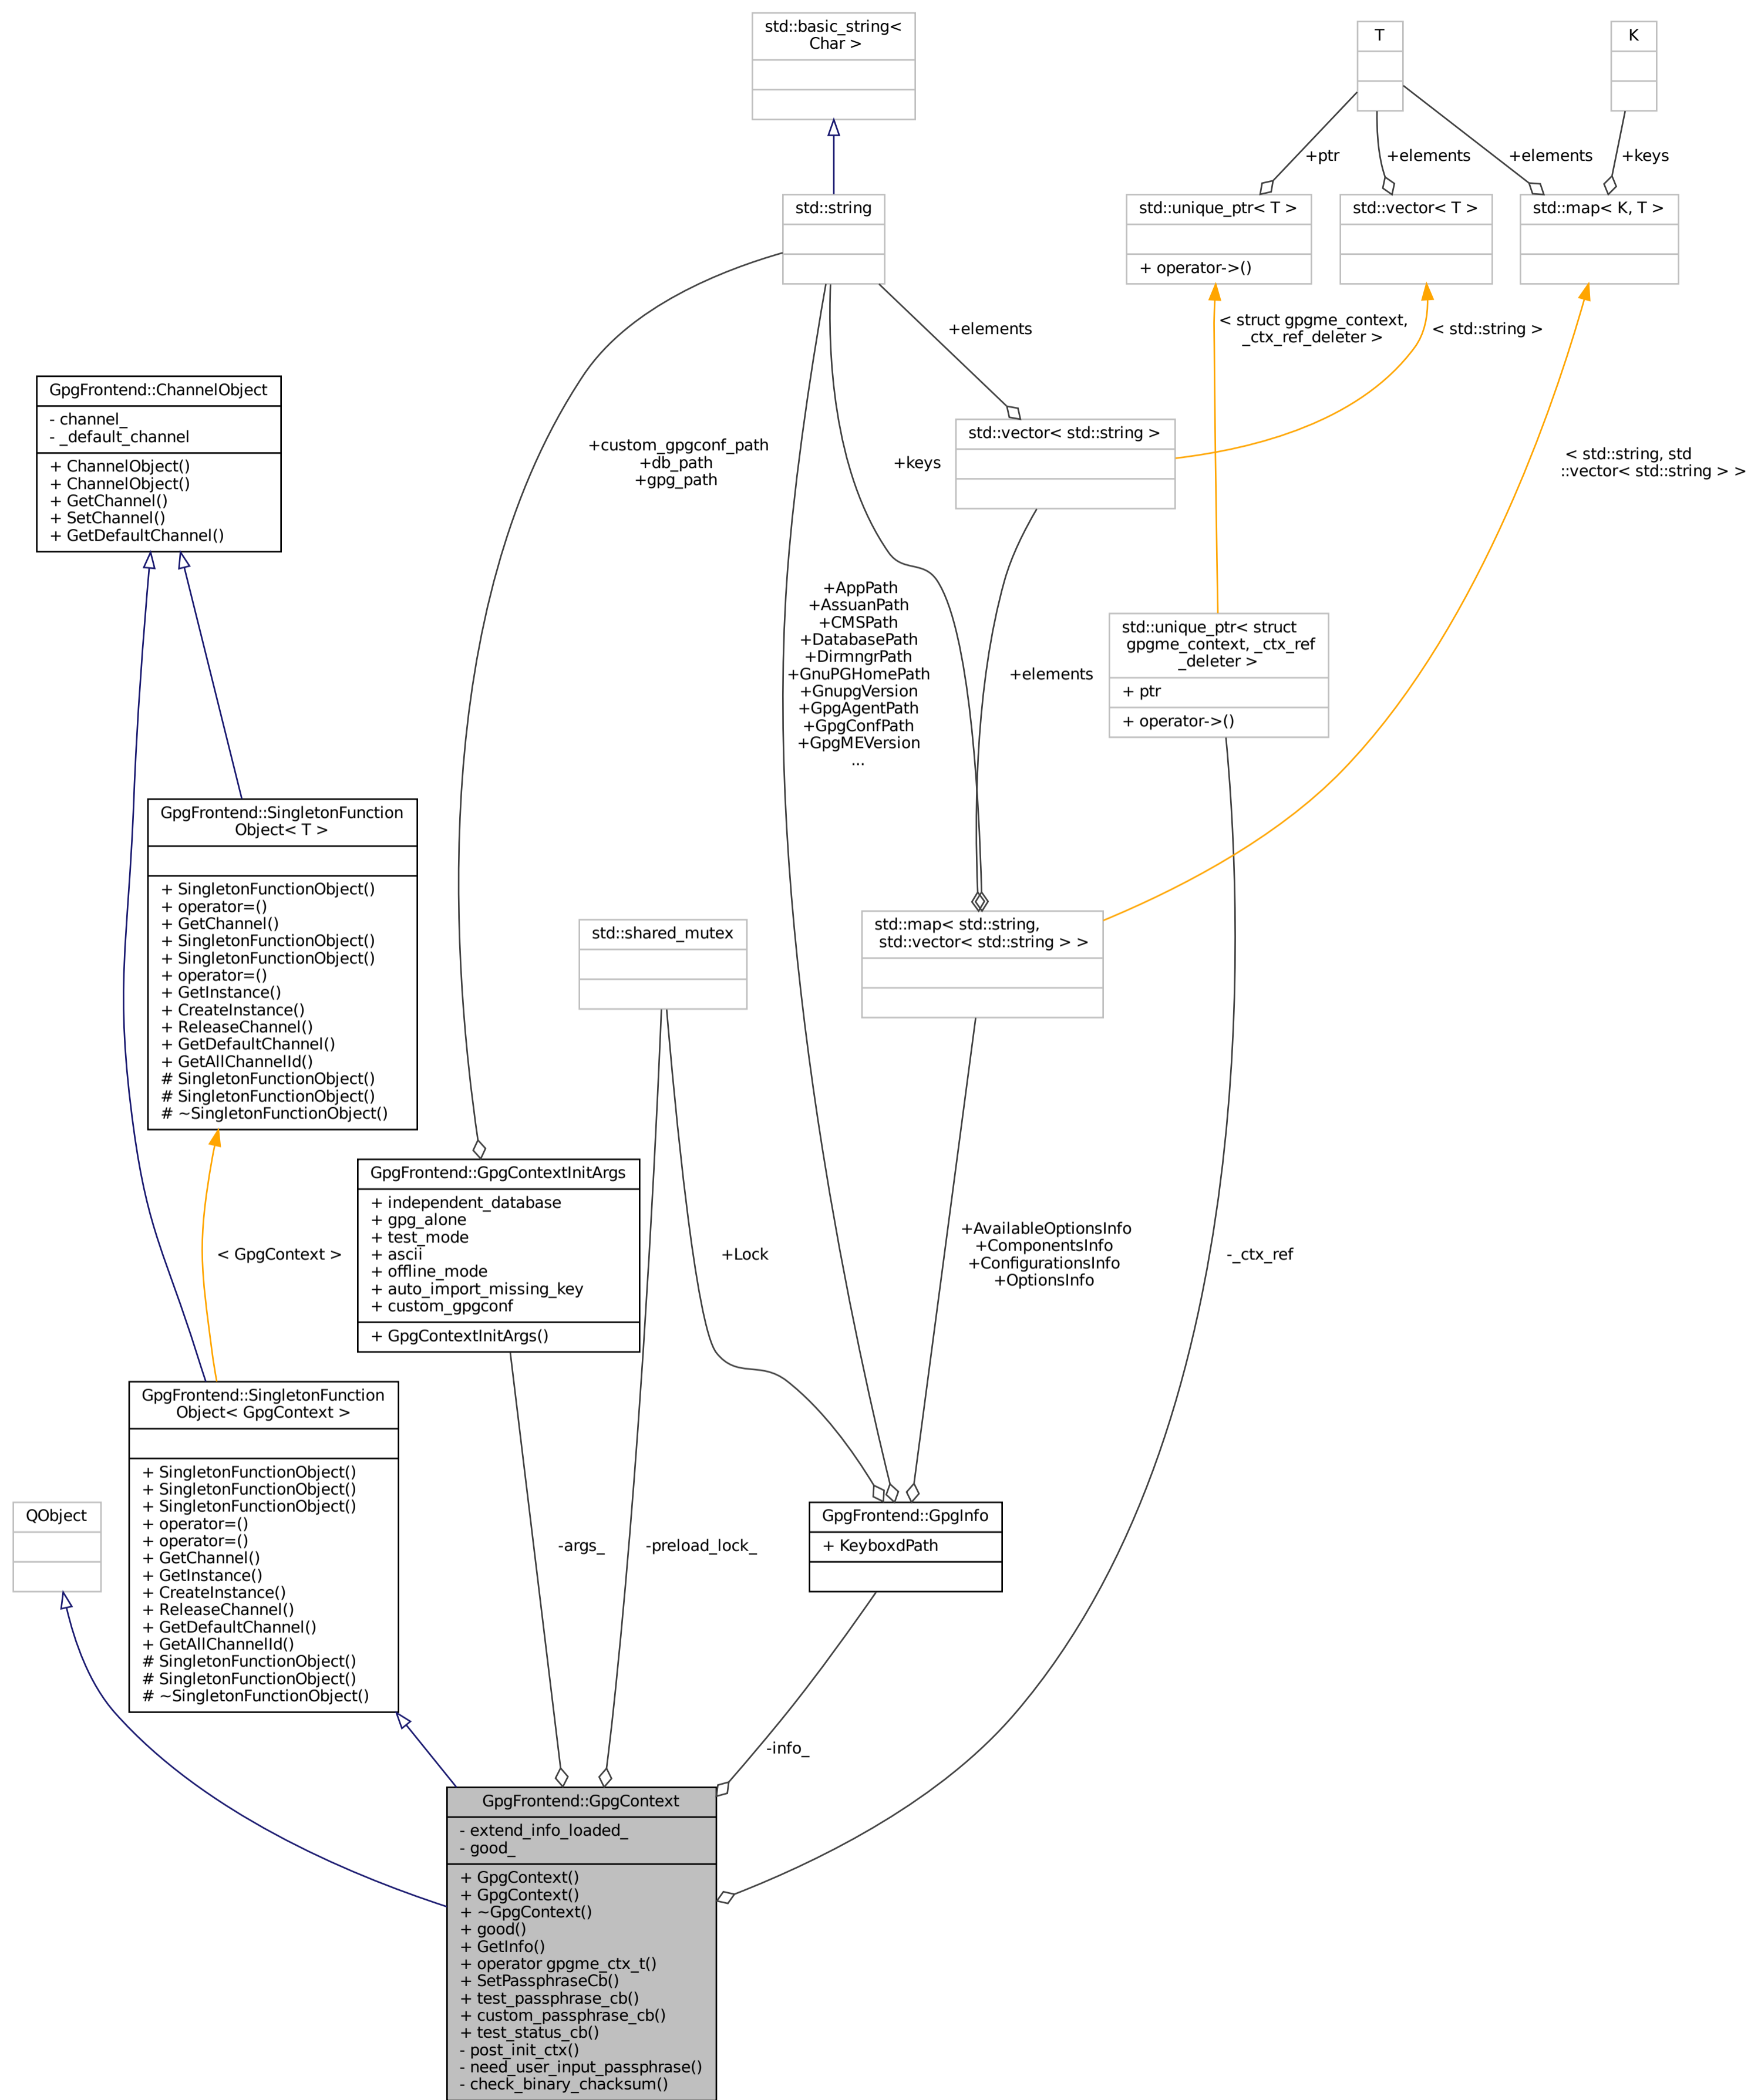 std::basic_string<
Char >
T
K
+ptr
+elements
+elements
+keys
std::string
std::unique_ptr< T >
+ operator->()
std::vector< T >
std::map< K, T >
+elements
< struct gpgme_context,
_ctx_ref_deleter >
< std::string >
GpgFrontend::ChannelObject
- channel_
- _default_channel
+ ChannelObject()
+ ChannelObject()
+ GetChannel()
+ SetChannel()
+ GetDefaultChannel()
+custom_gpgconf_path
+db_path
+gpg_path
+keys
std::vector< std::string >
< std::string, std
::vector< std::string > >
+AppPath
+AssuanPath
+CMSPath
+DatabasePath
+DirmngrPath
+GnuPGHomePath
+GnupgVersion
+GpgAgentPath
+GpgConfPath
+GpgMEVersion
...
+elements
std::unique_ptr< struct
gpgme_context, _ctx_ref
_deleter >
+ ptr
+ operator->()
GpgFrontend::SingletonFunction
Object< T >
+ SingletonFunctionObject()
+ operator=()
+ GetChannel()
+ SingletonFunctionObject()
+ SingletonFunctionObject()
+ operator=()
+ GetInstance()
+ CreateInstance()
+ ReleaseChannel()
+ GetDefaultChannel()
+ GetAllChannelId()
# SingletonFunctionObject()
# SingletonFunctionObject()
# ~SingletonFunctionObject()
std::shared_mutex
std::map< std::string,
std::vector< std::string > >
< GpgContext >
GpgFrontend::GpgContextInitArgs
+ independent_database
+ gpg_alone
+ test_mode
+ ascii
+ offline_mode
+ auto_import_missing_key
+ custom_gpgconf
+ GpgContextInitArgs()
+Lock
+AvailableOptionsInfo
+ComponentsInfo
+ConfigurationsInfo
+OptionsInfo
-_ctx_ref
GpgFrontend::SingletonFunction
Object< GpgContext >
+ SingletonFunctionObject()
+ SingletonFunctionObject()
+ SingletonFunctionObject()
+ operator=()
+ operator=()
+ GetChannel()
+ GetInstance()
+ CreateInstance()
+ ReleaseChannel()
+ GetDefaultChannel()
+ GetAllChannelId()
# SingletonFunctionObject()
# SingletonFunctionObject()
# ~SingletonFunctionObject()
QObject
-args_
-preload_lock_
GpgFrontend::GpgInfo
+ KeyboxdPath
-info_
GpgFrontend::GpgContext
- extend_info_loaded_
- good_
+ GpgContext()
+ GpgContext()
+ ~GpgContext()
+ good()
+ GetInfo()
+ operator gpgme_ctx_t()
+ SetPassphraseCb()
+ test_passphrase_cb()
+ custom_passphrase_cb()
+ test_status_cb()
- post_init_ctx()
- need_user_input_passphrase()
- check_binary_chacksum()